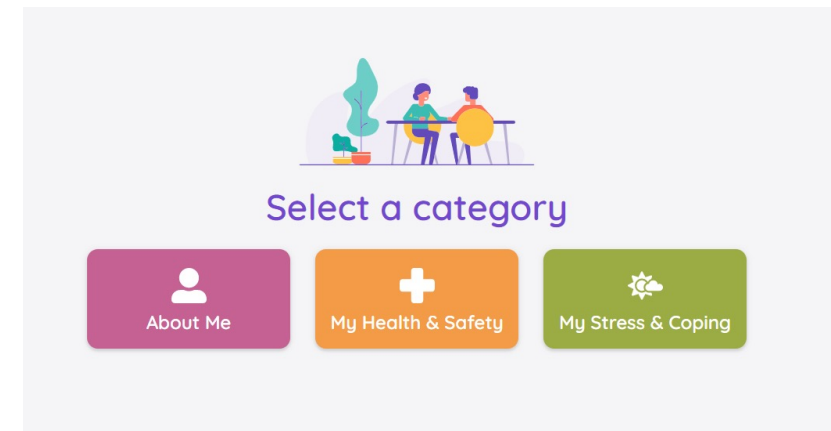 Select a category
About Me
My Health & Safety
My Stress & Coping